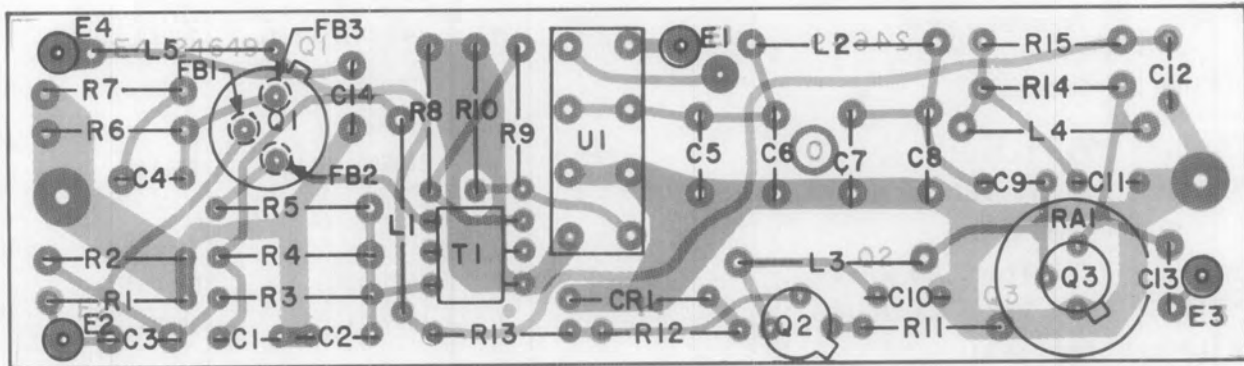 E4 L5 FB3 E1 L2 R15
R7 FB1 C14 R14 C12
R6 Q1 R8 R10 R9 U1 C5 C6 C7 C8 L4
C4 FB2 C9 C11
R5 L1 RA1
R2 R4 T1 L3 Q3 C13
R1 R3 CR1 C10 E3
E2 C3 C1 C2 R13 R12 Q2 R11